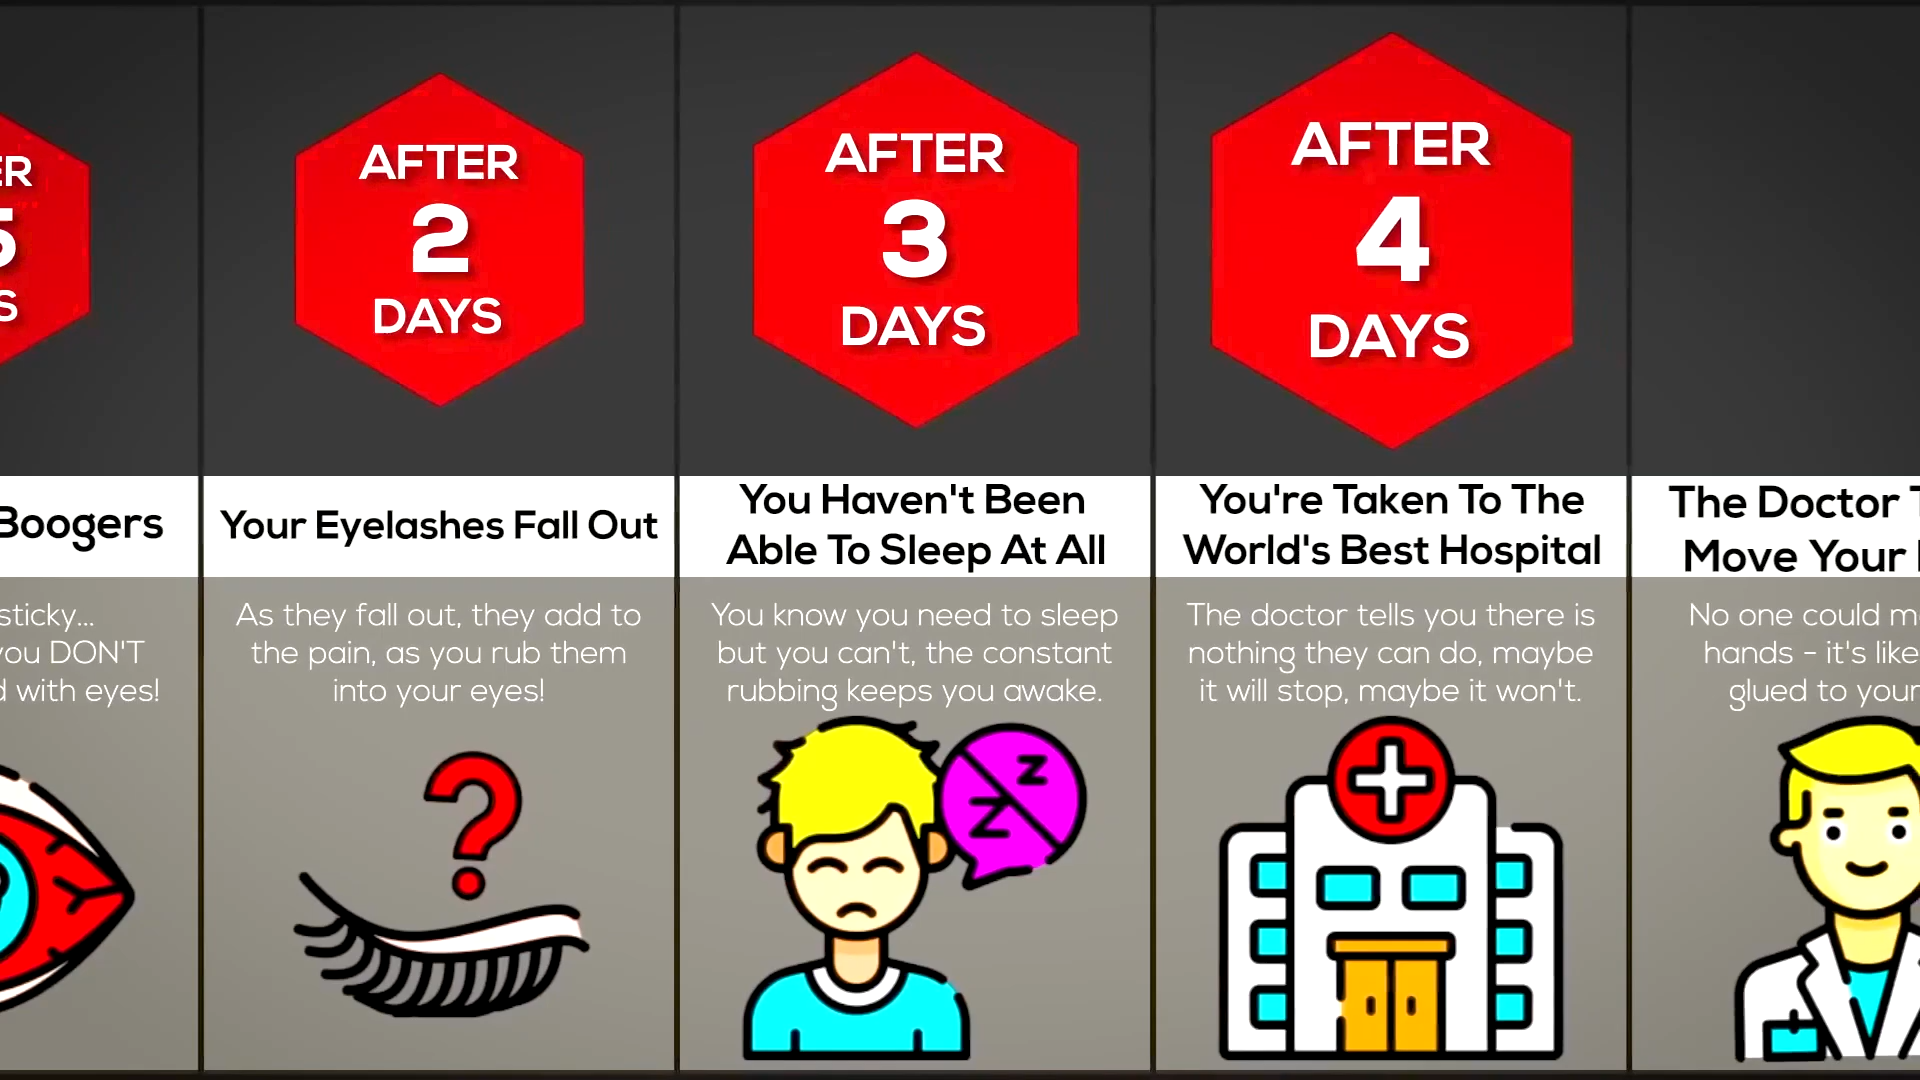 5
Boogers
sticky...
you DON'T
with eyes!
AFTER
2
DAYS
Your Eyelashes Fall Out
As they fall out, they add to
the pain, as you rub them
into your eyes!
AFTER
3
DAYS
You Haven't Been
Able To Sleep At All
You know you need to sleep
but you can't, the constant
rubbing keeps you awake.
AFTER
4
DAYS
You're Taken To The
World's Best Hospital
The doctor tells you there is
nothing they can do, maybe
it will stop, maybe it won't.
The Doctor
Move Your
No one could
hands - it's like
glued to your